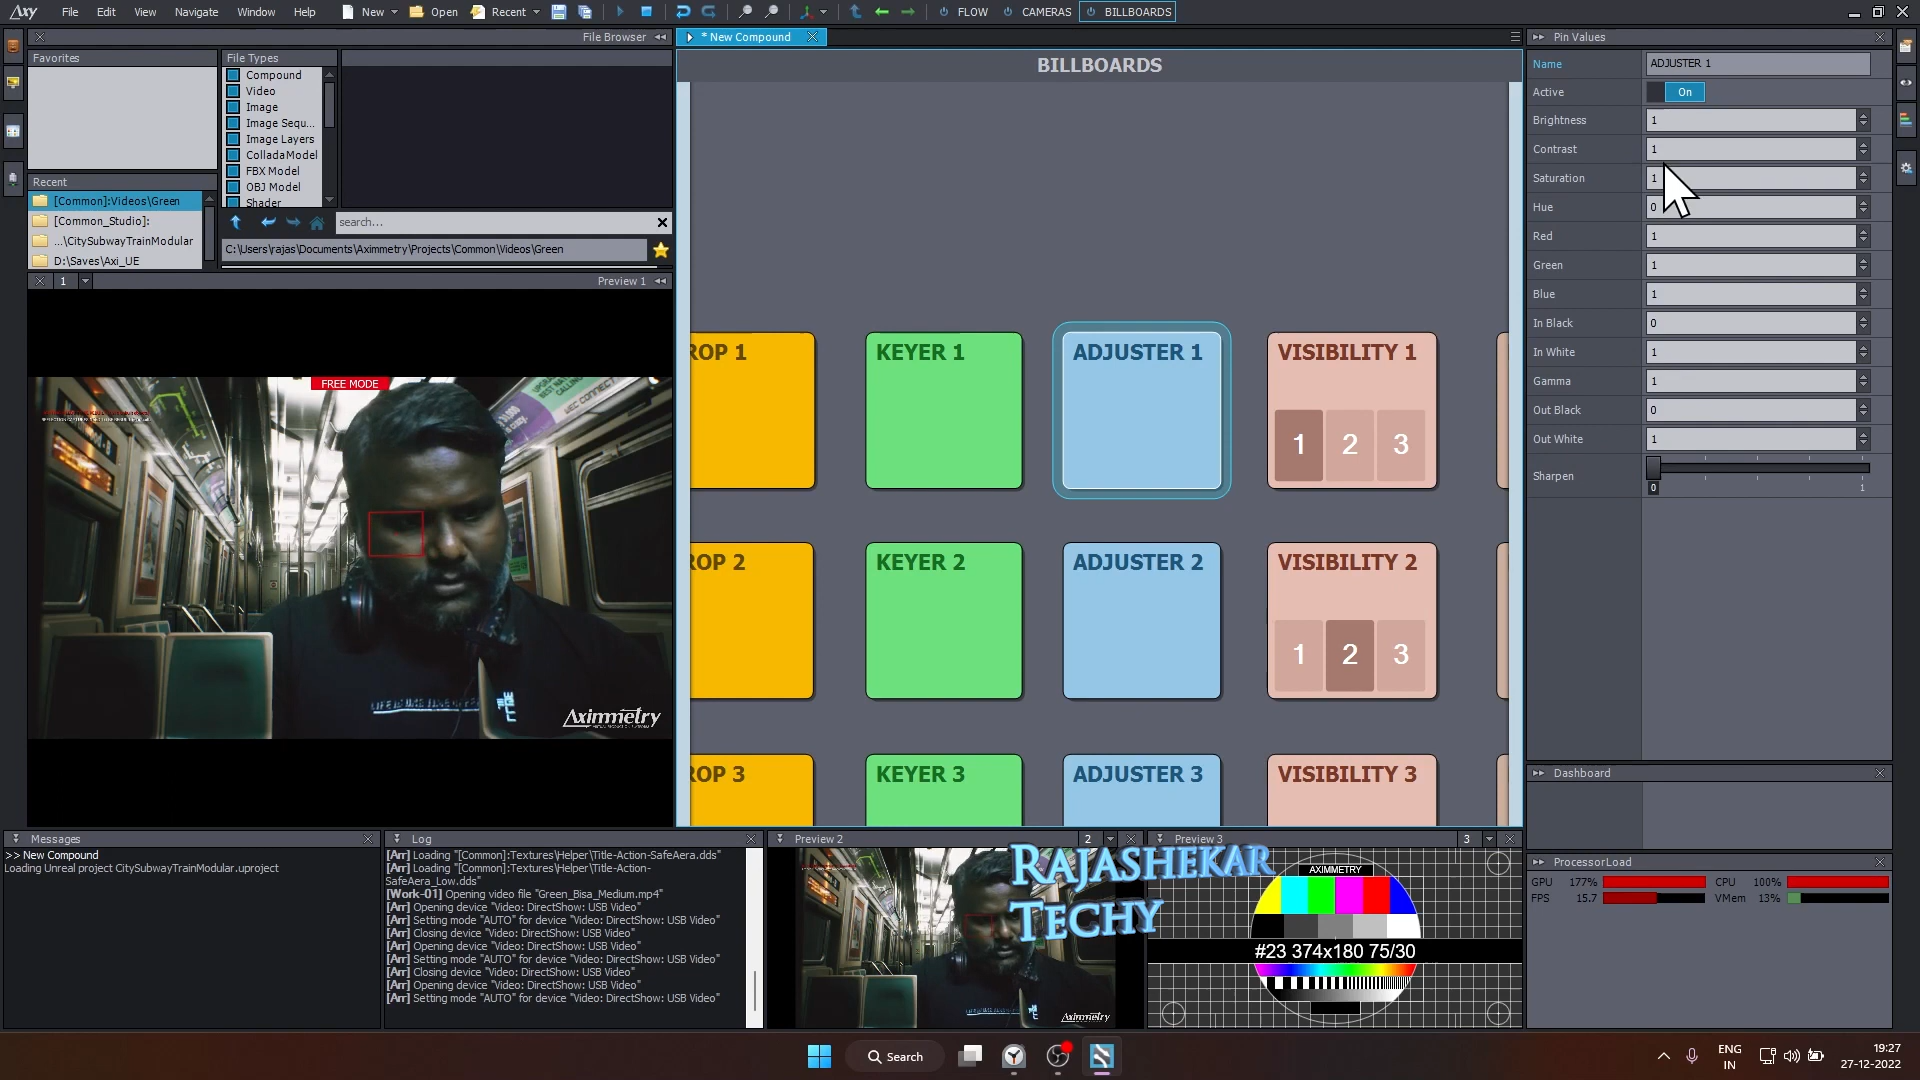 Axy File Edit View Navigate Window Help New Open Recent FLOW CAMERAS BILLBOARDS
File Browser
Favorites
File Types
Compound
Video
Image
Image Sequ...
Image Layers
ColladaModel
FBX Model
OBJ Model
Shader
Recent
[Common]:Videos\Green
[Common_Studio]:
...\CitySubwayTrainModular
D:\Saves\Axi_UE
search...
C:\Users\rajas\Documents\Aximmetry\Projects\Common\Videos\Green
1 Preview 1
FREE MODE
Aximmetry
* New Compound
BILLBOARDS
ROP 1 KEYER 1 ADJUSTER 1 VISIBILITY 1
1 2 3
ROP 2 KEYER 2 ADJUSTER 2 VISIBILITY 2
1 2 3
ROP 3 KEYER 3 ADJUSTER 3 VISIBILITY 3
Pin Values
Name ADJUSTER 1
Active On
Brightness 1
Contrast 1
Saturation 1
Hue 0
Red 1
Green 1
Blue 1
In Black 0
In White 1
Gamma 1
Out Black 0
Out White 1
Sharpen
0 1
Dashboard
ProcessorLoad
GPU 177% CPU 100%
FPS 15.7 VMem 13%
Messages
>> New Compound
Loading Unreal project CitySubwayTrainModular.uproject
Log
[Arr] Loading "[Common]:Textures\Helper\Title-Action-SafeAera.dds"
[Arr] Loading "[Common]:Textures\Helper\Title-Action-
SafeAera_Low.dds"
[Work-01] Opening video file "Green_Bisa_Medium.mp4"
[Arr] Opening device "Video: DirectShow: USB Video"
[Arr] Setting mode "AUTO" for device "Video: DirectShow: USB Video"
[Arr] Closing device "Video: DirectShow: USB Video"
[Arr] Opening device "Video: DirectShow: USB Video"
[Arr] Setting mode "AUTO" for device "Video: DirectShow: USB Video"
[Arr] Closing device "Video: DirectShow: USB Video"
[Arr] Opening device "Video: DirectShow: USB Video"
[Arr] Setting mode "AUTO" for device "Video: DirectShow: USB Video"
Preview 2 2
Aximmetry
RAJASHEKAR
TECHY
Preview 3 3
AXIMMETRY
#23 374x180 75/30
Search
ENG
IN
19:27
27-12-2022